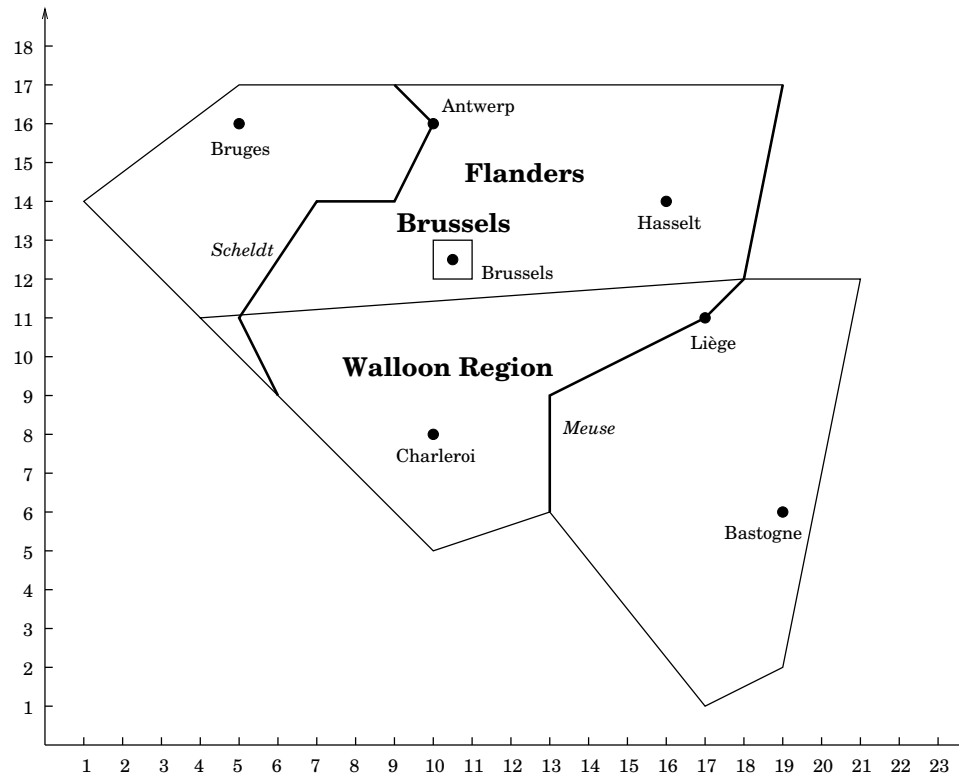 18
17
16
15
14
13
12
11
10
9
8
7
6
5
4
3
2
1
Antwerp
Bruges
Flanders
Hasselt
Brussels
Scheldt
Brussels
Liège
Walloon Region
Meuse
Charleroi
Bastogne
1 2 3 4 5 6 7 8 9 10 11 12 13 14 15 16 17 18 19 20 21 22 23